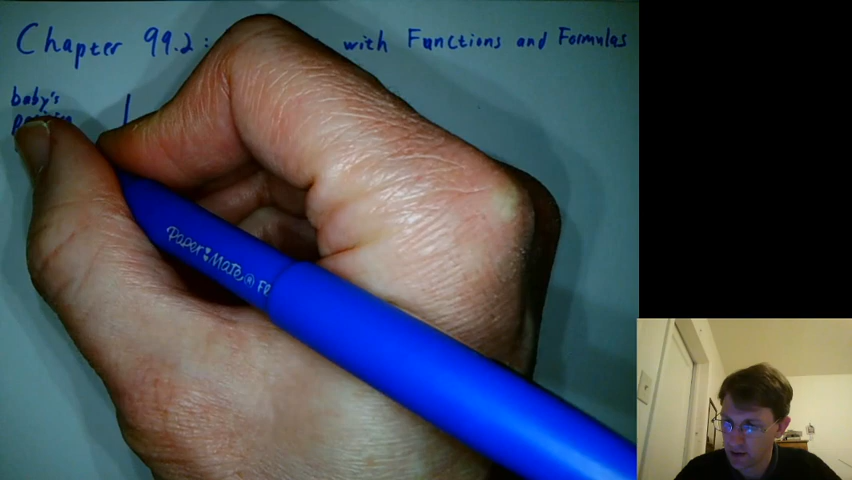 Chapter 99.2: with Functions and Formulas
baby's
Paper Mate®